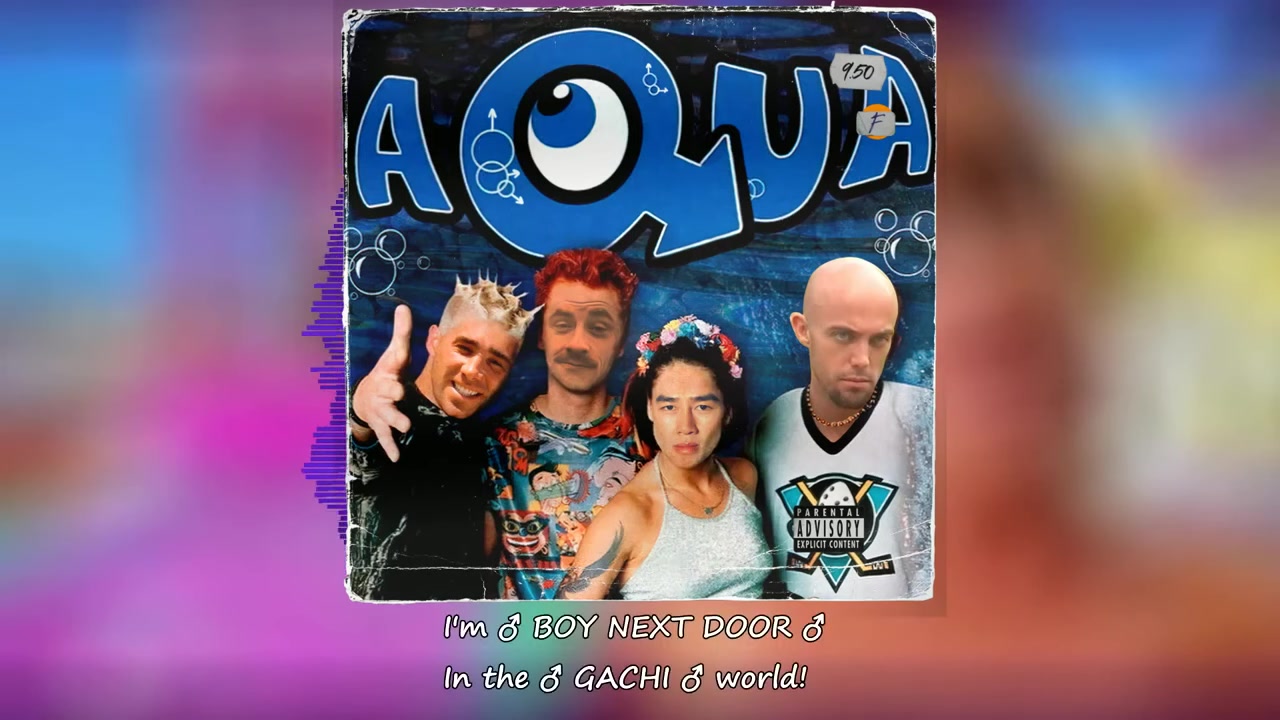 AQUA
9.50
F
PARENTAL
ADVISORY
EXPLICIT CONTENT
I'm ♂ BOY NEXT DOOR ♂
In the ♂ GACHI ♂ world!